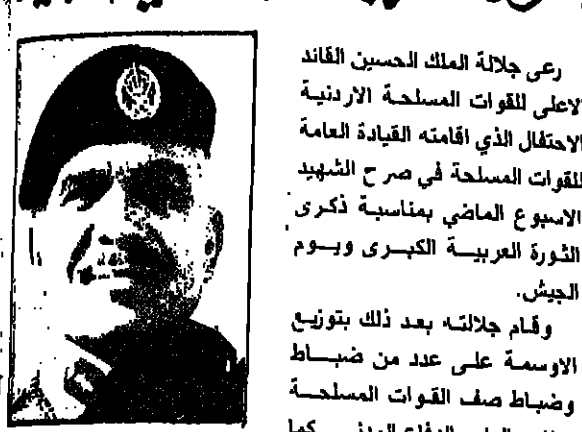 رعى جلالة الملك الحسين القائد
الاعلى للقوات المسلحة الاردنية
الاحتفال الذي اقامته القيادة العامة
للقوات المسلحة في صرح الشهيد
الاسبوع الماضي بمناسبة ذكرى
الثورة العربية الكبرى ويوم
الجيش.
وقام جلالته بعد ذلك بتوزيع
الاوسمة على عدد من ضباط
وضباط صف القوات المسلحة
كما